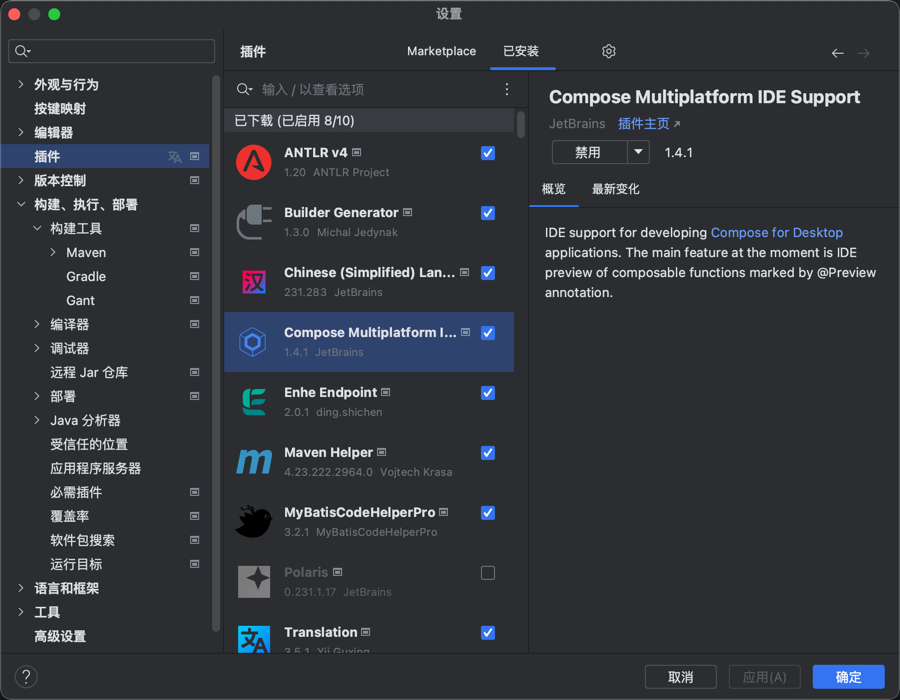 设置
插件
Marketplace
已安装
外观与行为
按键映射
编辑器
插件
版本控制
构建、执行、部署
构建工具
Maven
Gradle
Gant
编译器
调试器
远程 Jar 仓库
部署
Java 分析器
受信任的位置
应用程序服务器
必需插件
覆盖率
软件包搜索
运行目标
语言和框架
工具
高级设置
输入 / 以查看选项
已下载 (已启用 8/10)
ANTLR v4
1.20 ANTLR Project
Builder Generator
1.3.0 Michal Jedynak
汉
Chinese (Simplified) Lan...
231.283 JetBrains
Compose Multiplatform I...
1.4.1 JetBrains
Enhe Endpoint
2.0.1 ding.shichen
m
Maven Helper
4.23.222.2964.0 Vojtech Krasa
MyBatisCodeHelperPro
3.2.1 MyBatisCodeHelperPro
Polaris
0.231.1.17 JetBrains
Translation
3.5.1 Yii.Guxing
Compose Multiplatform IDE Support
JetBrains 插件主页 ↗
禁用 1.4.1
概览 最新变化
IDE support for developing Compose for Desktop
applications. The main feature at the moment is IDE
preview of composable functions marked by @Preview
annotation.
?
取消
应用(A)
确定